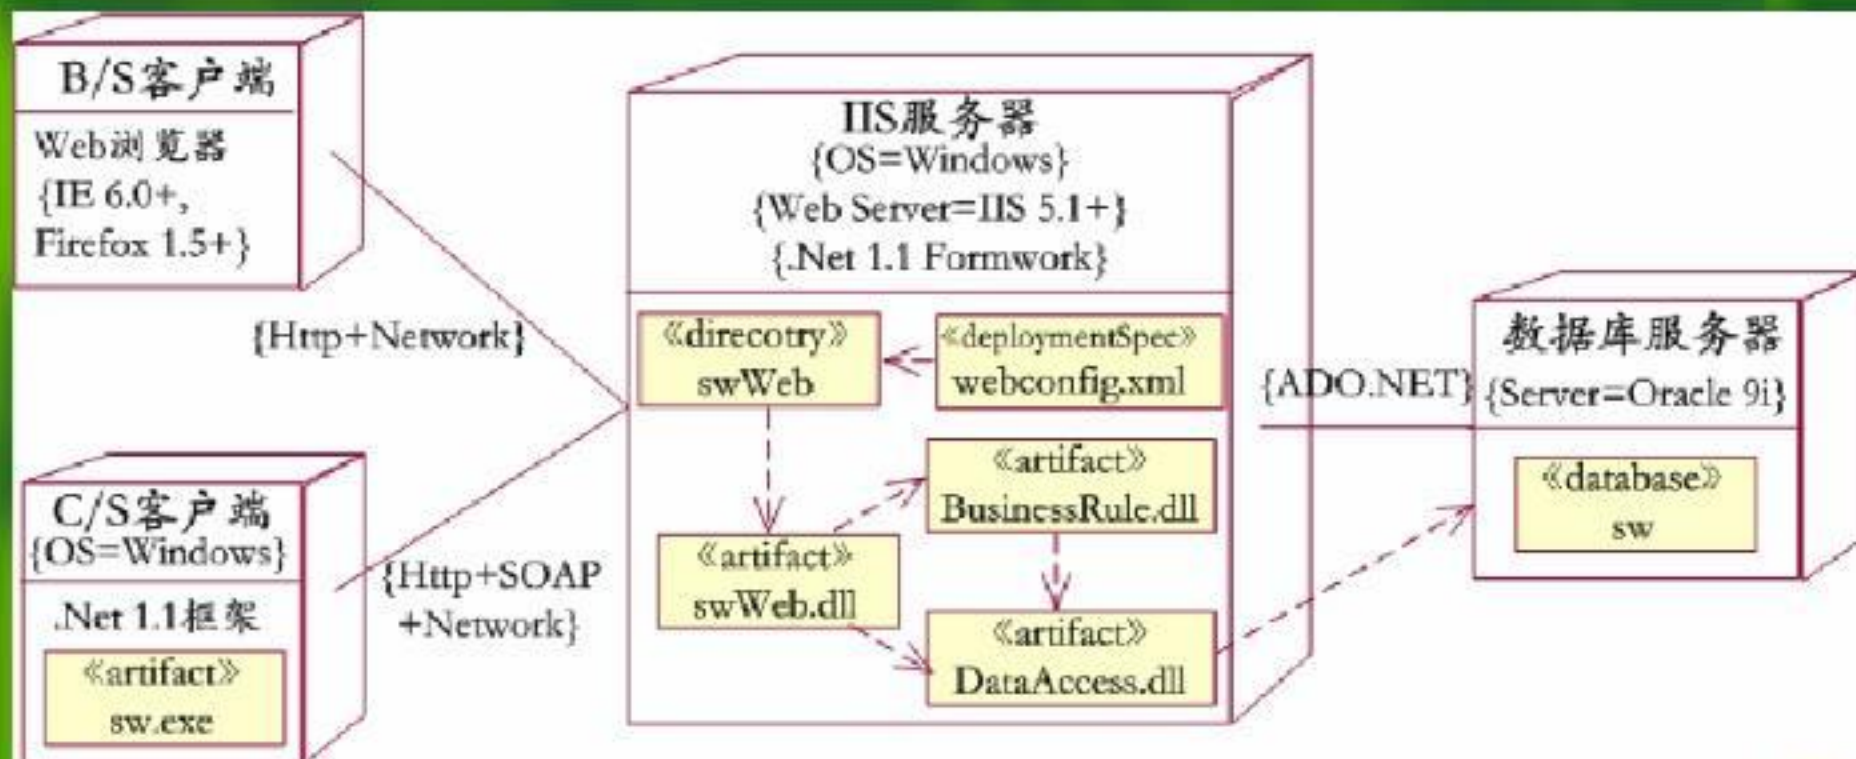 B/S客户端
Web浏览器
{IE 6.0+,
Firefox 1.5+}
{Http+Network}
C/S客户端
{OS=Windows}
.Net 1.1框架
《artifact》
sw.exe
{Http+SOAP
+Network}
IIS服务器
{OS=Windows}
{Web Server=IIS 5.1+}
{.Net 1.1 Formwork}
《direcotry》
swWeb
《deploymentSpec》
webconfig.xml
《artifact》
BusinessRule.dll
《artifact》
swWeb.dll
《artifact》
DataAccess.dll
{ADO.NET}
数据库服务器
{Server=Oracle 9i}
《database》
sw